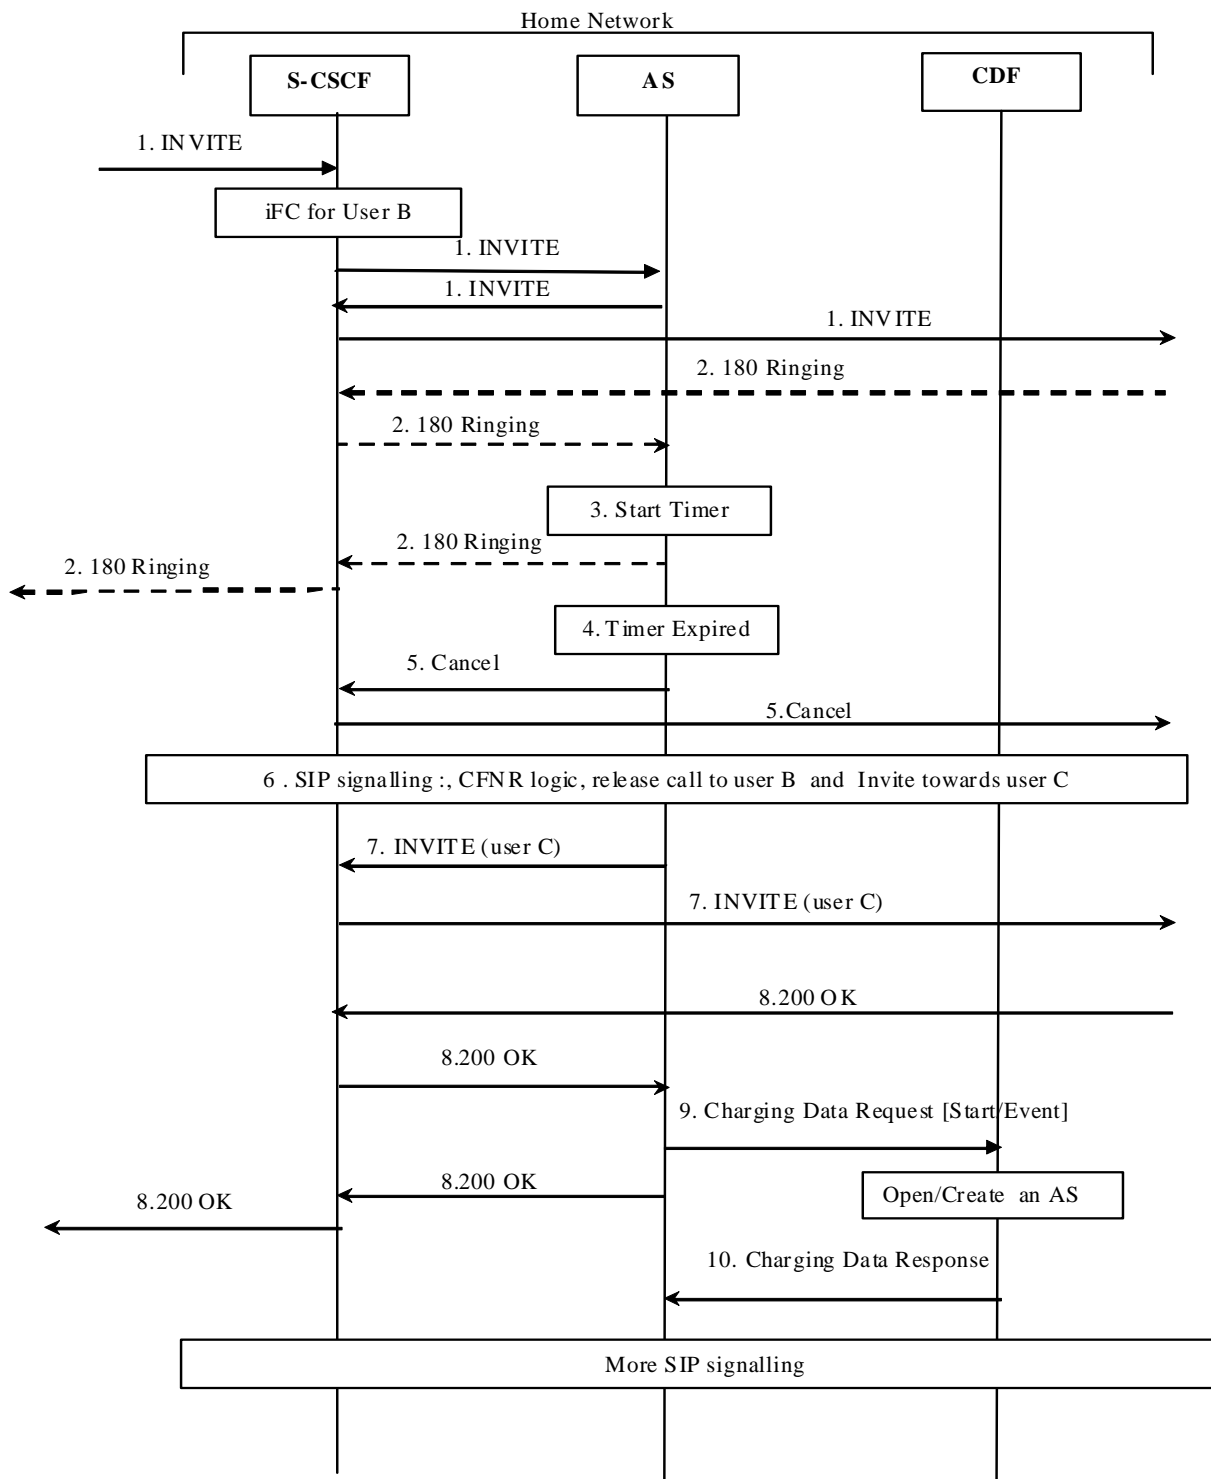 Home Network
S-CSCF
AS
CDF
1. INVITE
iFC for User B
1. INVITE
1. INVITE
1. INVITE
2. 180 Ringing
2. 180 Ringing
3. Start Timer
2. 180 Ringing
2. 180 Ringing
4. Timer Expired
5. Cancel
5.Cancel
6 . SIP signalling :, CFNR logic, release call to user B and Invite towards user C
7. INVITE (user C)
7. INVITE (user C)
8.200 OK
8.200 OK
9. Charging Data Request [Start/Event]
8.200 OK
Open/Create an AS
8.200 OK
10. Charging Data Response
More SIP signalling